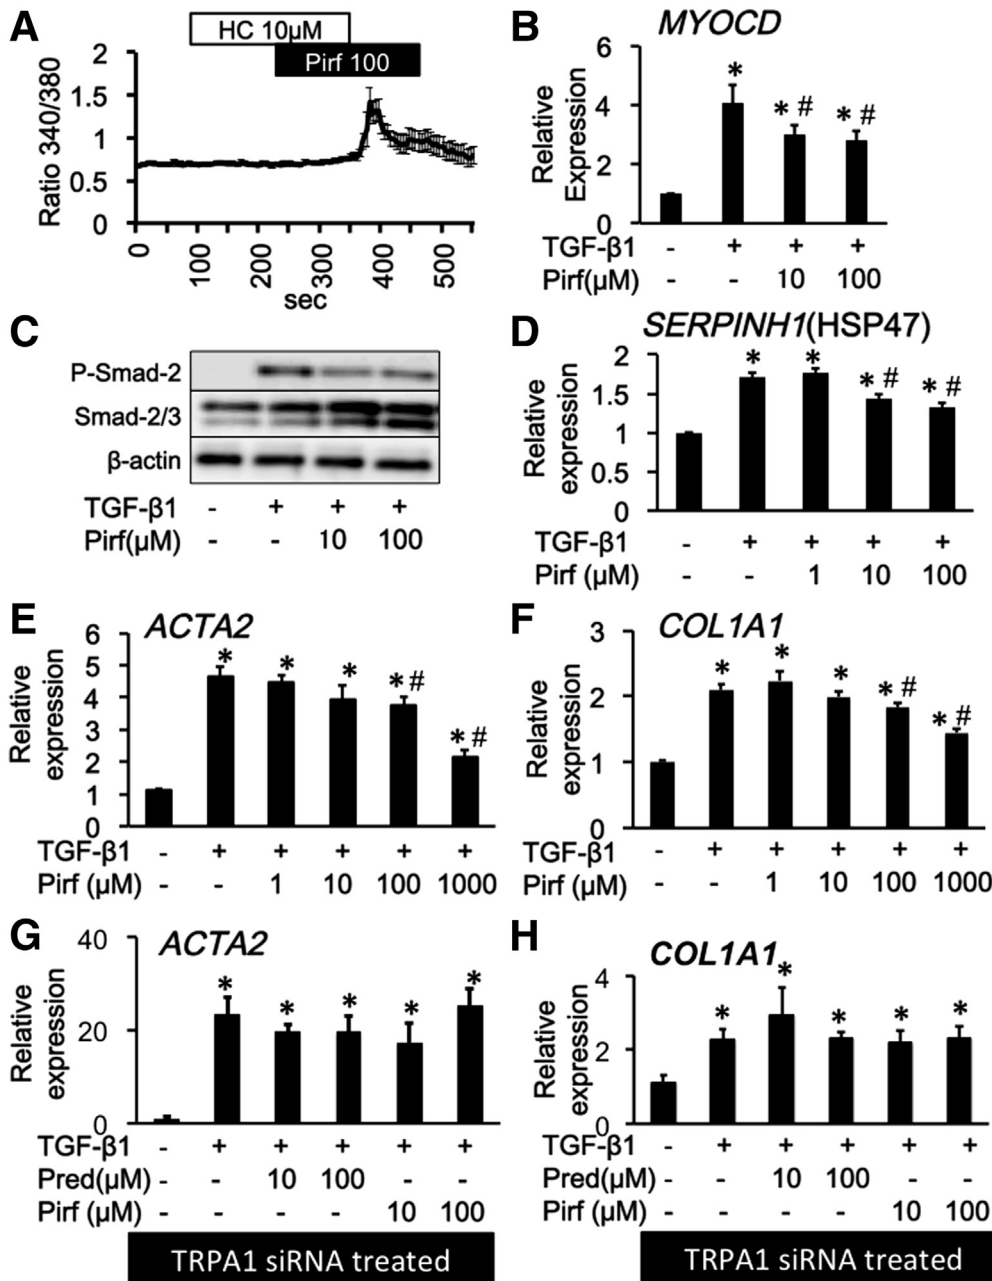 A
HC 10µM
Pirf 100
Ratio 340/380
2
1.5
1
0.5
0
0 100 200 300 400 500
sec
B
MYOCD
Relative
Expression
6
4
2
0
* *# *#
TGF-β1 - + + +
Pirf(µM) - - 10 100
C
P-Smad-2
Smad-2/3
β-actin
TGF-β1 - + + +
Pirf(µM) - - 10 100
D
SERPINH1(HSP47)
Relative
expression
2
1.5
1
0.5
0
* * *# *#
TGF-β1 - + + + +
Pirf (µM) - - 1 10 100
E
ACTA2
Relative
expression
6
5
4
3
2
1
0
* * * *# *#
TGF-β1 - + + + + +
Pirf (µM) - - 1 10 100 1000
F
COL1A1
Relative
expression
3
2
1
0
* * * *# *#
TGF-β1 - + + + + +
Pirf (µM) - - 1 10 100 1000
G
ACTA2
Relative
expression
40
20
0
* * * * *
TGF-β1 - + + + + +
Pred(µM) - - 10 100 - -
Pirf (µM) - - - - 10 100
TRPA1 siRNA treated
H
COL1A1
Relative
expression
4
2
0
* * * * *
TGF-β1 - + + + + +
Pred(µM) - - 10 100 - -
Pirf (µM) - - - - 10 100
TRPA1 siRNA treated